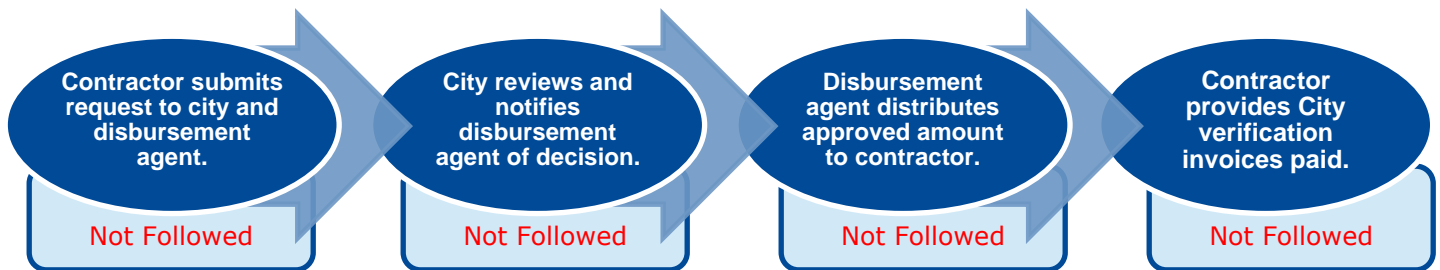 Contractor submits
request to city and
disbursement
agent.
Not Followed
City reviews and
notifies
disbursement
agent of decision.
Not Followed
Disbursement
agent distributes
approved amount
to contractor.
Not Followed
Contractor
provides City
verification
invoices paid.
Not Followed